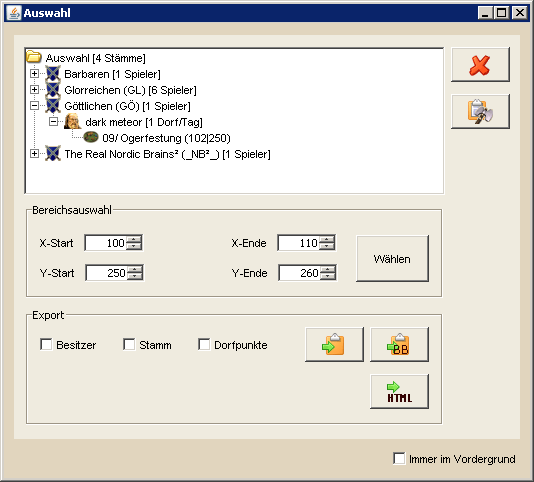 Auswahl
Auswahl [4 Stämme]
Barbaren [1 Spieler]
Glorreichen (GL) [6 Spieler]
Göttlichen (GÖ) [1 Spieler]
dark meteor [1 Dorf/Tag]
09/ Ogerfestung (102|250)
The Real Nordic Brains² (_NB²_) [1 Spieler]
Bereichsauswahl
X-Start 100 X-Ende 110
Y-Start 250 Y-Ende 260
Wählen
Export
Besitzer Stamm Dorfpunkte
BB
HTML
Immer im Vordergrund